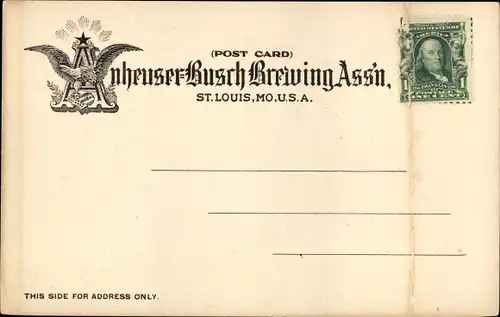 (POST CARD)
Anheuser-Busch Brewing Ass'n,
ST. LOUIS, MO, U.S.A.
THIS SIDE FOR ADDRESS ONLY.